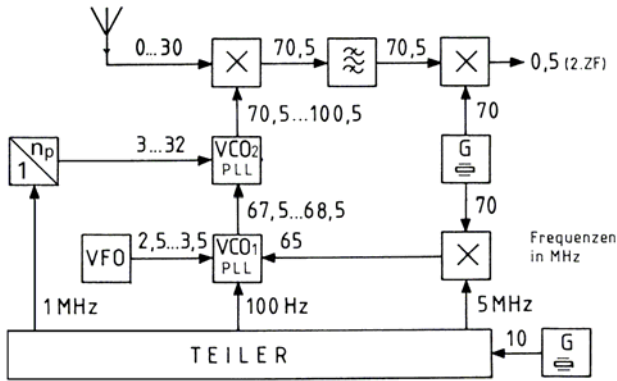 0...30
70,5
70,5
0,5 (2.ZF)
70,5...100,5
70
np
1
3...32
VCO2
PLL
G
67,5...68,5
70
VFO
2,5...3,5
VCO1
PLL
65
Frequenzen
in MHz
1 MHz
100 Hz
5 MHz
TEILER
10
G